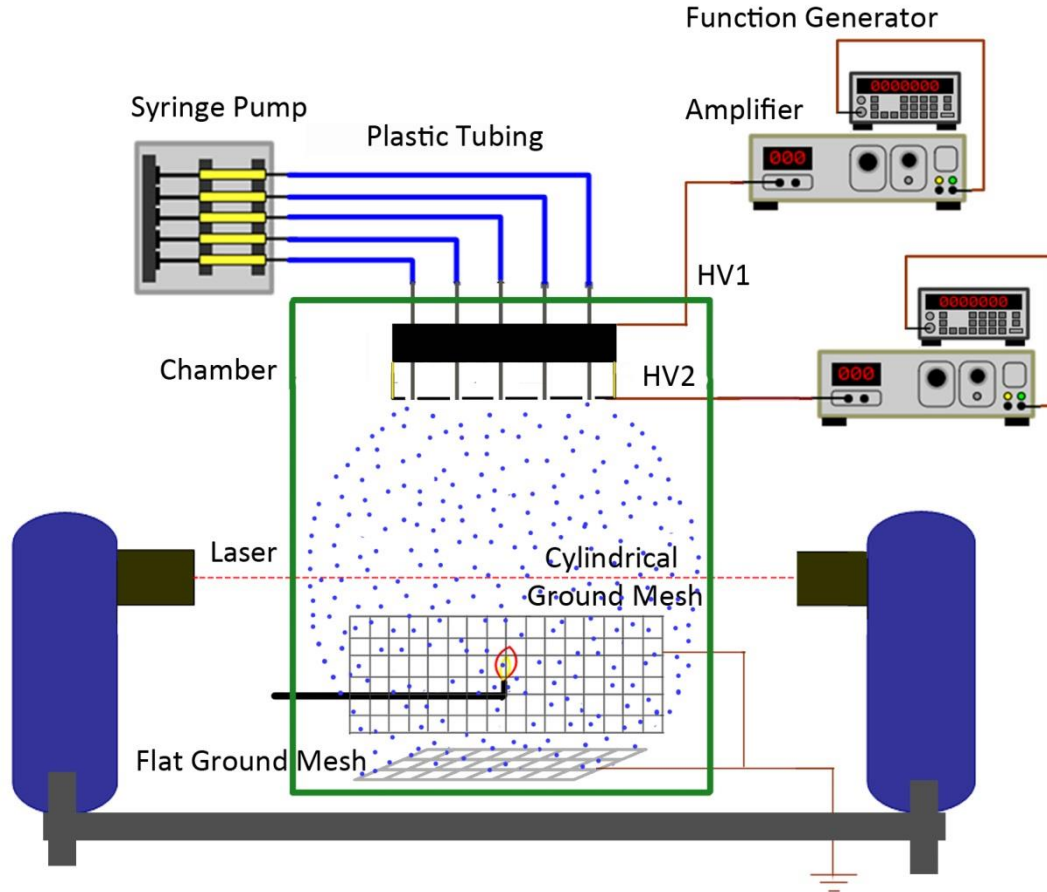 Function Generator
Syringe Pump
Plastic Tubing
Amplifier
0000000
000
HV1
0000000
Chamber
HV2
000
Laser
Cylindrical
Ground Mesh
Flat Ground Mesh